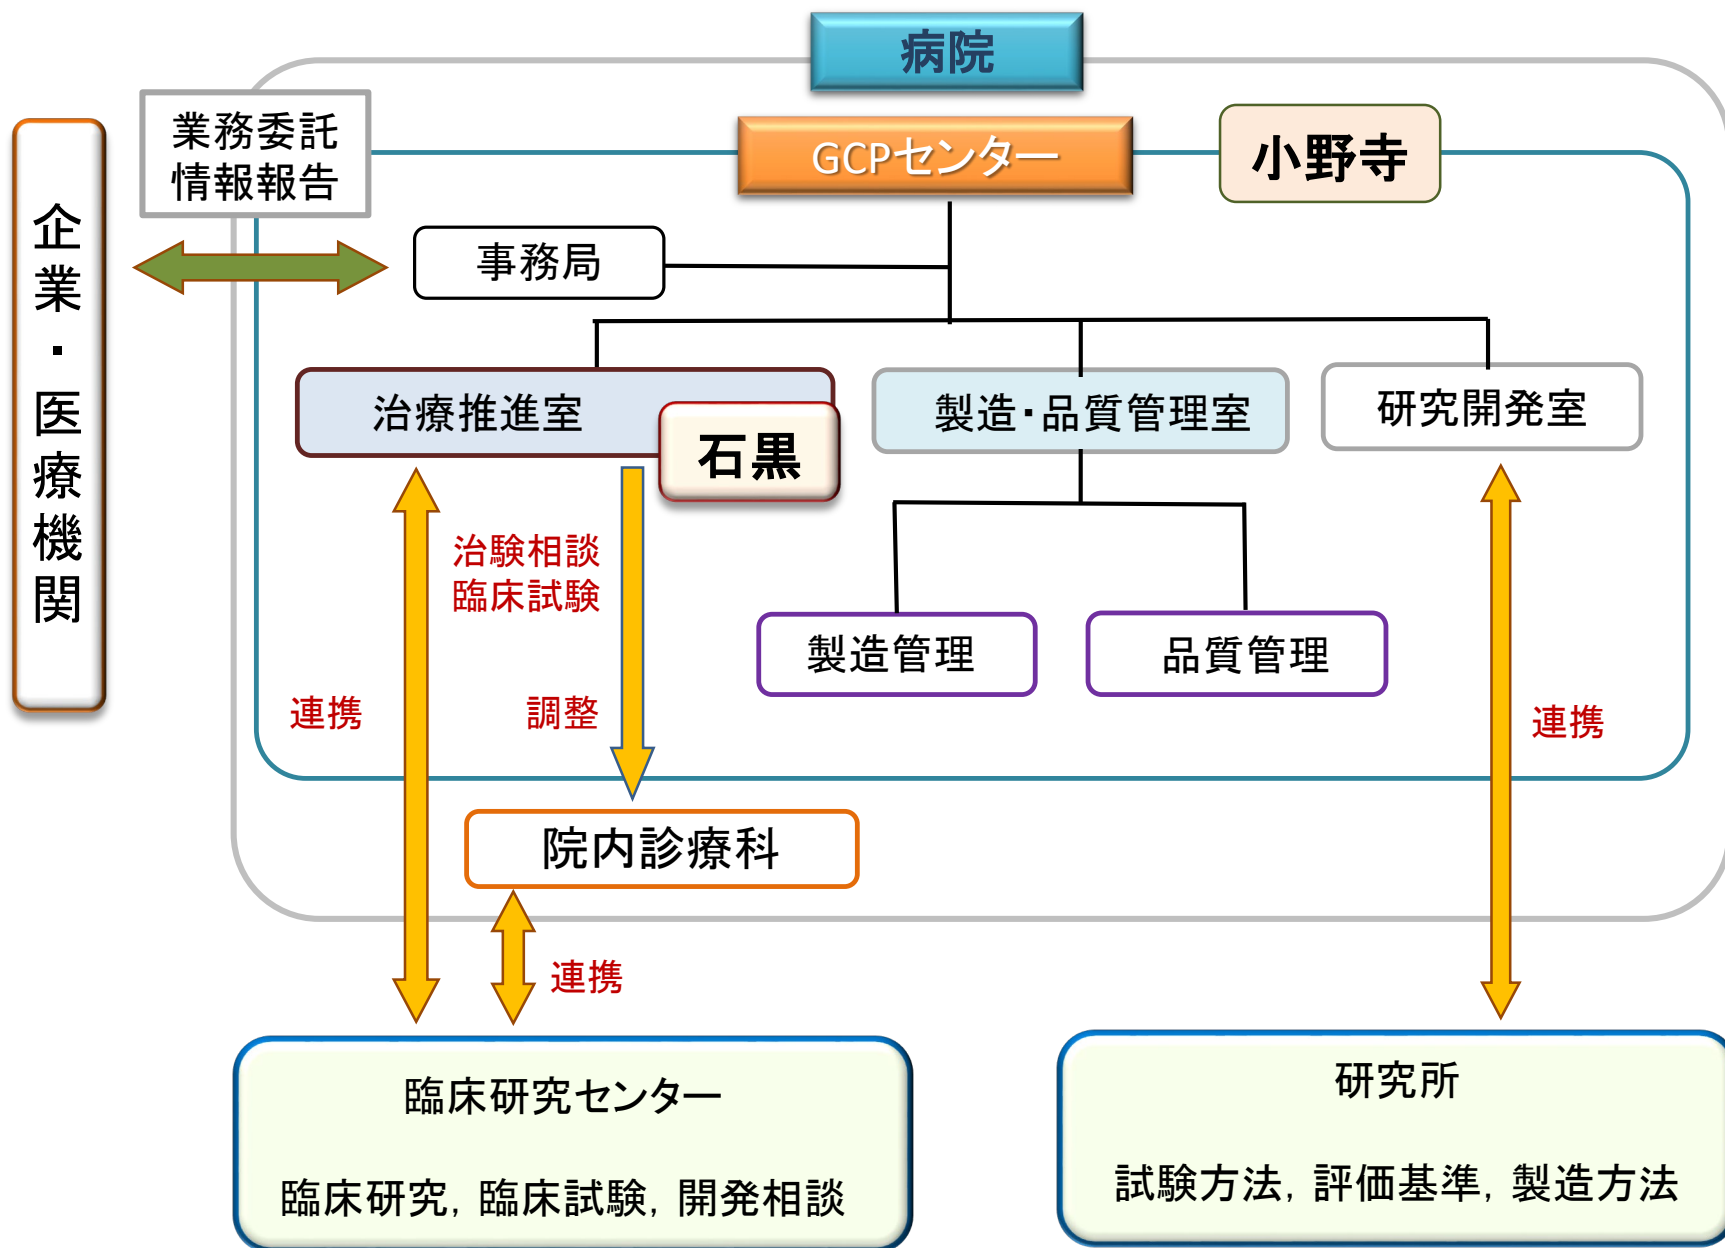 病院
GCPセンター
小野寺
業務委託
情報報告
企業・医療機関
事務局
治療推進室
石黒
製造・品質管理室
研究開発室
治験相談
臨床試験
製造管理
品質管理
連携
調整
連携
院内診療科
連携
臨床研究センター
臨床研究, 臨床試験, 開発相談
研究所
試験方法, 評価基準, 製造方法